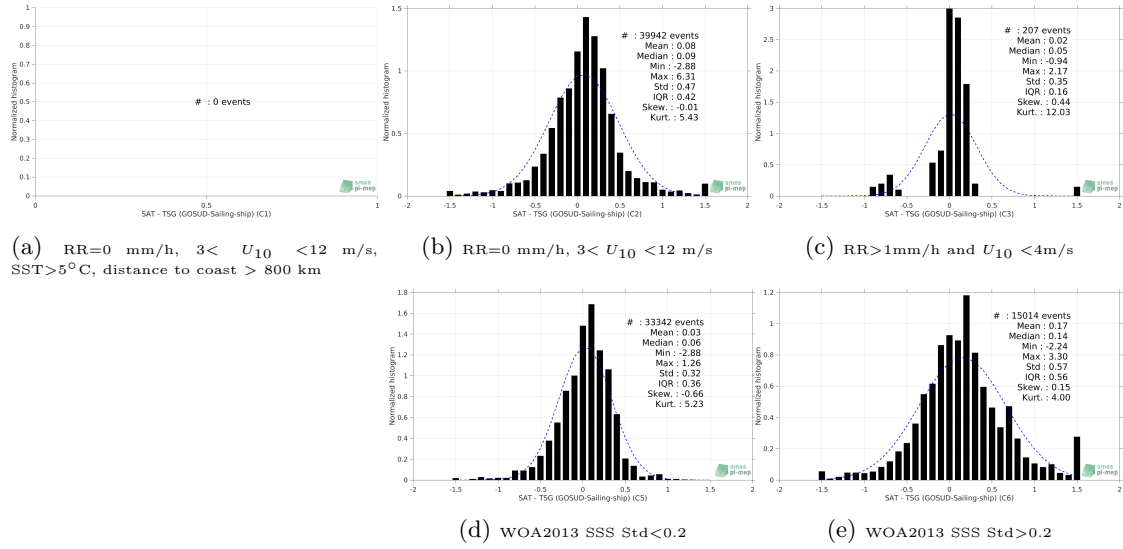 1
0.9
0.8
0.7
0.6
0.5
0.4
0.3
0.2
0.1
0
Normalized histogram
# : 0 events
0 0.5 1
SAT - TSG (GOSUD-Sailing-ship) (C1)
smos
pi-mep
(a) RR=0 mm/h, 3< U10 <12 m/s,
SST>5°C, distance to coast > 800 km
1.5
1
0.5
0
Normalized histogram
# : 39942 events
Mean : 0.08
Median : 0.09
Min : -2.88
Max : 6.31
Std : 0.47
IQR : 0.42
Skew. : -0.01
Kurt. : 5.43
-2 -1.5 -1 -0.5 0 0.5 1 1.5 2
SAT - TSG (GOSUD-Sailing-ship) (C2)
smos
pi-mep
(b) RR=0 mm/h, 3< U10 <12 m/s
3
2.5
2
1.5
1
0.5
0
Normalized histogram
# : 207 events
Mean : 0.02
Median : 0.05
Min : -0.94
Max : 2.17
Std : 0.35
IQR : 0.16
Skew. : 0.44
Kurt. : 12.03
-2 -1.5 -1 -0.5 0 0.5 1 1.5 2
SAT - TSG (GOSUD-Sailing-ship) (C3)
smos
pi-mep
(c) RR>1mm/h and U10 <4m/s
1.8
1.6
1.4
1.2
1
0.8
0.6
0.4
0.2
0
Normalized histogram
# : 33342 events
Mean : 0.03
Median : 0.06
Min : -2.88
Max : 1.26
Std : 0.32
IQR : 0.36
Skew. : -0.66
Kurt. : 5.23
-2 -1.5 -1 -0.5 0 0.5 1 1.5 2
SAT - TSG (GOSUD-Sailing-ship) (C5)
smos
pi-mep
(d) WOA2013 SSS Std<0.2
1.2
1
0.8
0.6
0.4
0.2
0
Normalized histogram
# : 15014 events
Mean : 0.17
Median : 0.14
Min : -2.24
Max : 3.30
Std : 0.57
IQR : 0.56
Skew. : 0.15
Kurt. : 4.00
-2 -1.5 -1 -0.5 0 0.5 1 1.5 2
SAT - TSG (GOSUD-Sailing-ship) (C6)
smos
pi-mep
(e) WOA2013 SSS Std>0.2